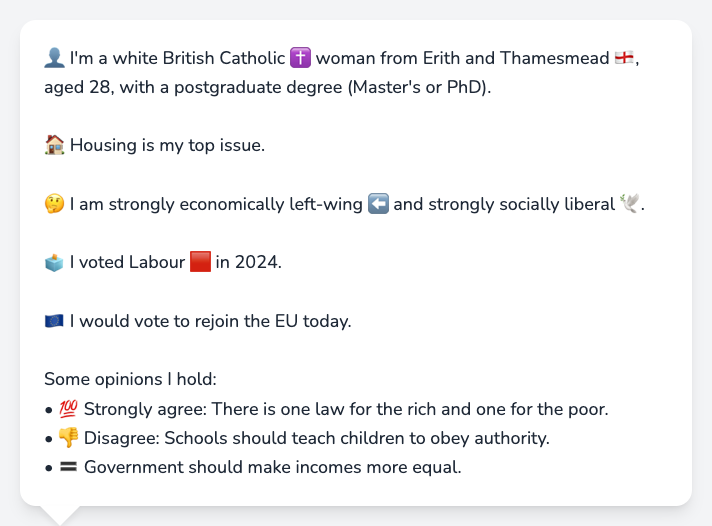 👤 I'm a white British Catholic ✝️ woman from Erith and Thamesmead 🏴󠁧󠁢󠁥󠁮󠁧󠁿,
aged 28, with a postgraduate degree (Master's or PhD).
🏠 Housing is my top issue.
🤔 I am strongly economically left-wing ⬅️ and strongly socially liberal 🕊️.
🗳️ I voted Labour 🟥 in 2024.
🇪🇺 I would vote to rejoin the EU today.
Some opinions I hold:
• 💯 Strongly agree: There is one law for the rich and one for the poor.
• 👎 Disagree: Schools should teach children to obey authority.
• 🟰 Government should make incomes more equal.